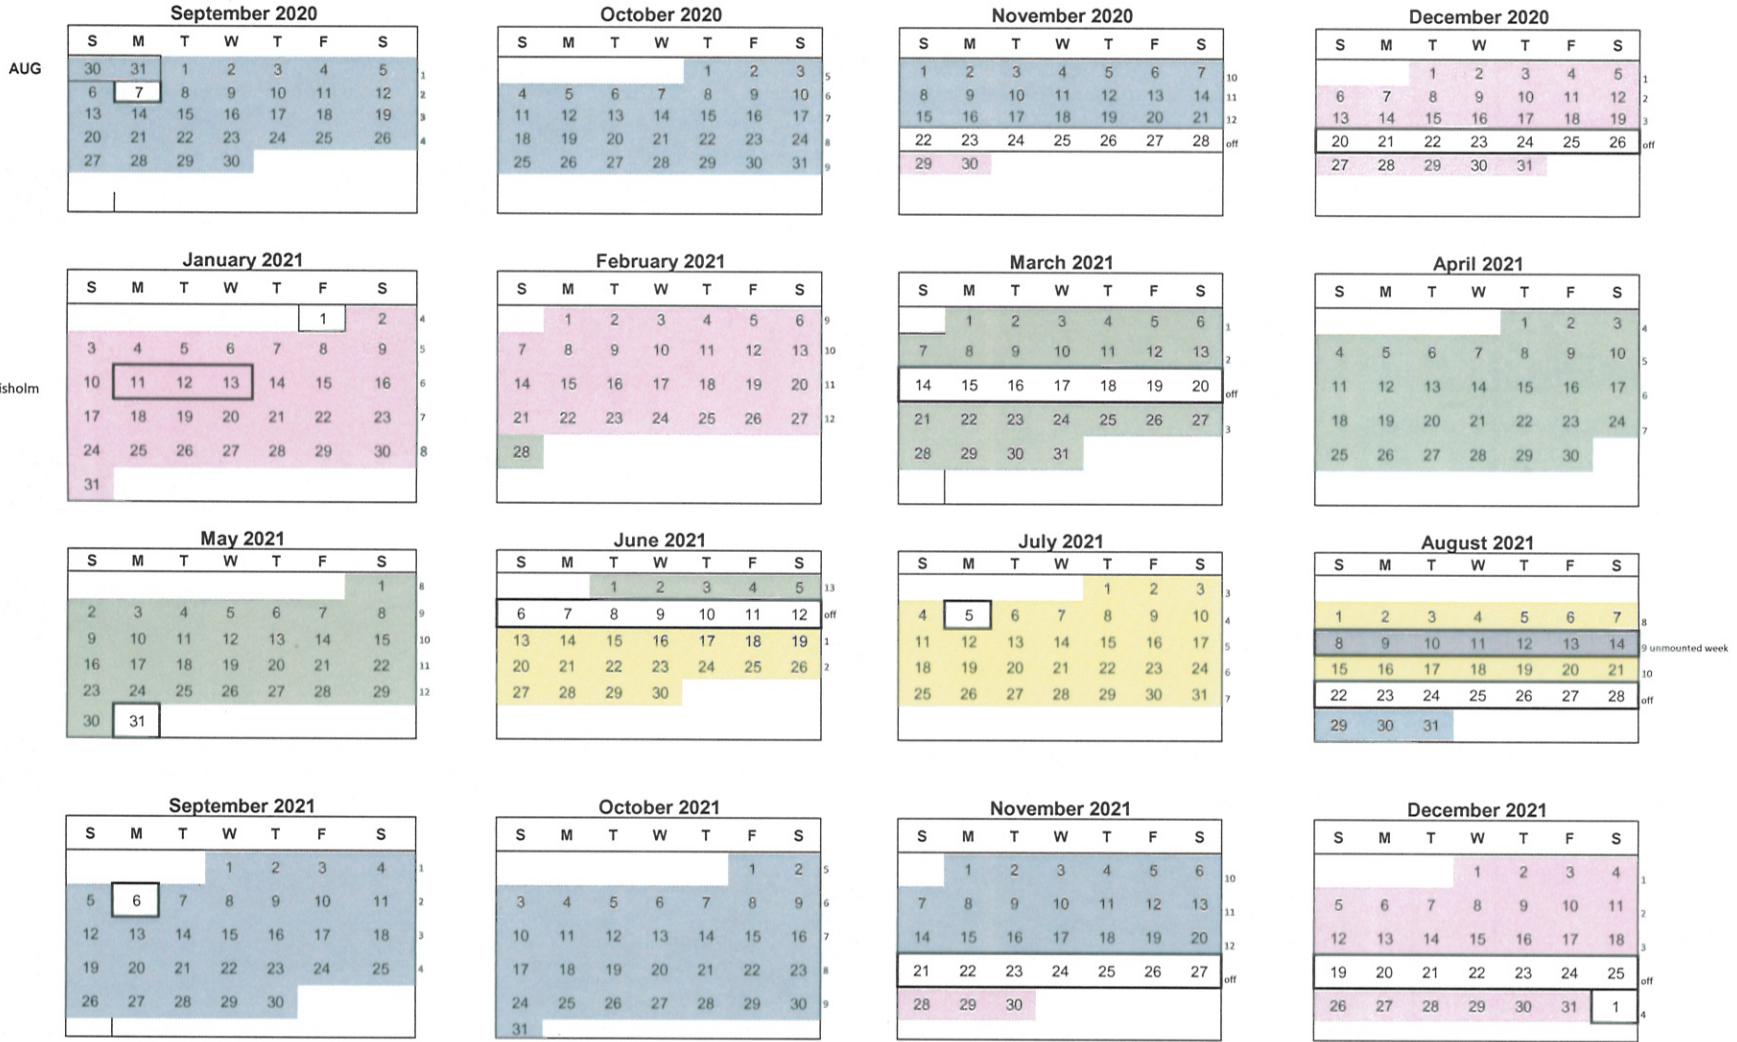 September 2020
S M T W T F S
AUG 30 31 1 2 3 4 5 1
6 7 8 9 10 11 12 2
13 14 15 16 17 18 19 3
20 21 22 23 24 25 26 4
27 28 29 30
October 2020
S M T W T F S
1 2 3 5
4 5 6 7 8 9 10 6
11 12 13 14 15 16 17 7
18 19 20 21 22 23 24 8
25 26 27 28 29 30 31 9
November 2020
S M T W T F S
1 2 3 4 5 6 7 10
8 9 10 11 12 13 14 11
15 16 17 18 19 20 21 12
22 23 24 25 26 27 28 off
29 30
December 2020
S M T W T F S
1 2 3 4 5 1
6 7 8 9 10 11 12 2
13 14 15 16 17 18 19 3
20 21 22 23 24 25 26 off
27 28 29 30 31
January 2021
S M T W T F S
1 2 4
3 4 5 6 7 8 9 5
isholm 10 11 12 13 14 15 16 6
17 18 19 20 21 22 23 7
24 25 26 27 28 29 30 8
31
February 2021
S M T W T F S
1 2 3 4 5 6 9
7 8 9 10 11 12 13 10
14 15 16 17 18 19 20 11
21 22 23 24 25 26 27 12
28
March 2021
S M T W T F S
1 2 3 4 5 6 1
7 8 9 10 11 12 13 2
14 15 16 17 18 19 20 off
21 22 23 24 25 26 27 3
28 29 30 31
April 2021
S M T W T F S
1 2 3 4
4 5 6 7 8 9 10 5
11 12 13 14 15 16 17 6
18 19 20 21 22 23 24 7
25 26 27 28 29 30
May 2021
S M T W T F S
1 8
2 3 4 5 6 7 8 9
9 10 11 12 13 14 15 10
16 17 18 19 20 21 22 11
23 24 25 26 27 28 29 12
30 31
June 2021
S M T W T F S
1 2 3 4 5 13
6 7 8 9 10 11 12 off
13 14 15 16 17 18 19 1
20 21 22 23 24 25 26 2
27 28 29 30
July 2021
S M T W T F S
1 2 3 3
4 5 6 7 8 9 10 4
11 12 13 14 15 16 17 5
18 19 20 21 22 23 24 6
25 26 27 28 29 30 31 7
August 2021
S M T W T F S
1 2 3 4 5 6 7 8
8 9 10 11 12 13 14 9 unmounted week
15 16 17 18 19 20 21 10
22 23 24 25 26 27 28 off
29 30 31
September 2021
S M T W T F S
1 2 3 4 1
5 6 7 8 9 10 11 2
12 13 14 15 16 17 18 3
19 20 21 22 23 24 25 4
26 27 28 29 30
October 2021
S M T W T F S
1 2 5
3 4 5 6 7 8 9 6
10 11 12 13 14 15 16 7
17 18 19 20 21 22 23 8
24 25 26 27 28 29 30 9
31
November 2021
S M T W T F S
1 2 3 4 5 6 10
7 8 9 10 11 12 13 11
14 15 16 17 18 19 20 12
21 22 23 24 25 26 27 off
28 29 30
December 2021
S M T W T F S
1 2 3 4 1
5 6 7 8 9 10 11 2
12 13 14 15 16 17 18 3
19 20 21 22 23 24 25 off
26 27 28 29 30 31 1 4